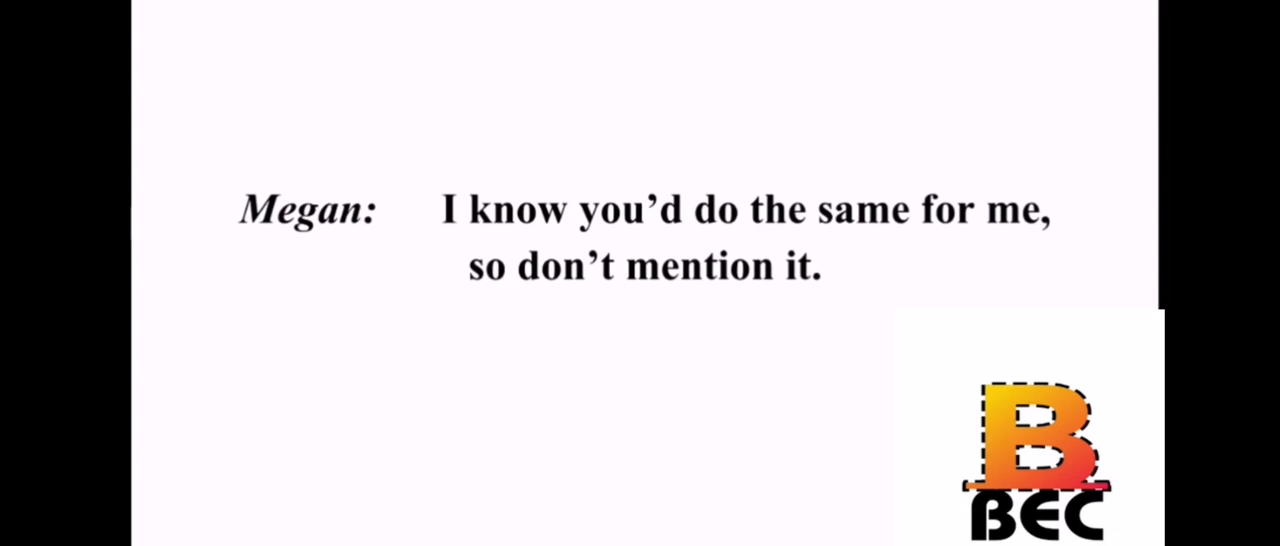 Megan: I know you’d do the same for me,
so don’t mention it.
B
BEC